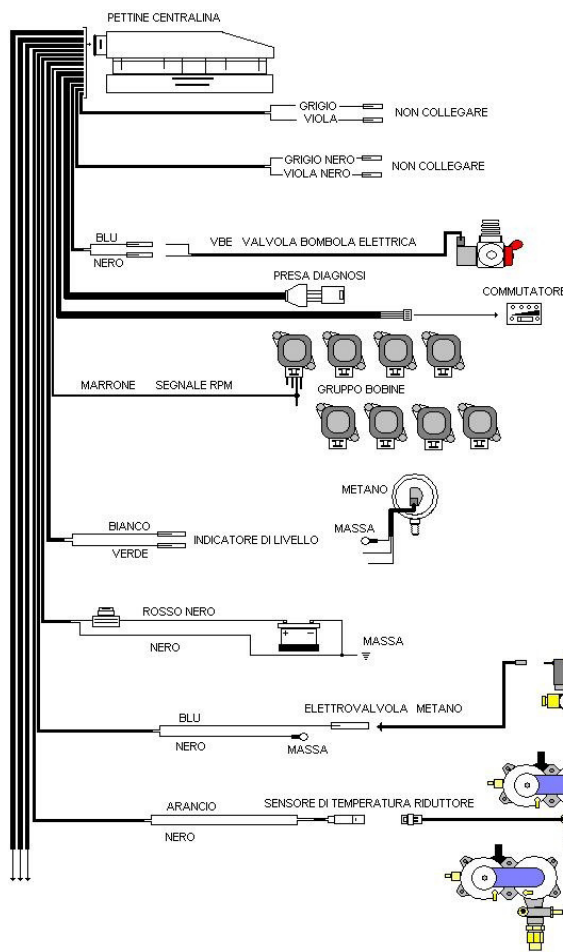 PETTINE CENTRALINA
GRIGIO
VIOLA
NON COLLEGARE
GRIGIO NERO
VIOLA NERO
NON COLLEGARE
BLU
NERO
VBE VALVOLA BOMBOLA ELETTRICA
PRESA DIAGNOSI
COMMUTATORE
MARRONE SEGNALE RPM
GRUPPO BOBINE
METANO
MASSA
BIANCO
VERDE
INDICATORE DI LIVELLO
ROSSO NERO
NERO
+ -
MASSA
BLU
NERO
ELETTROVALVOLA METANO
MASSA
ARANCIO
NERO
SENSORE DI TEMPERATURA RIDUTTORE